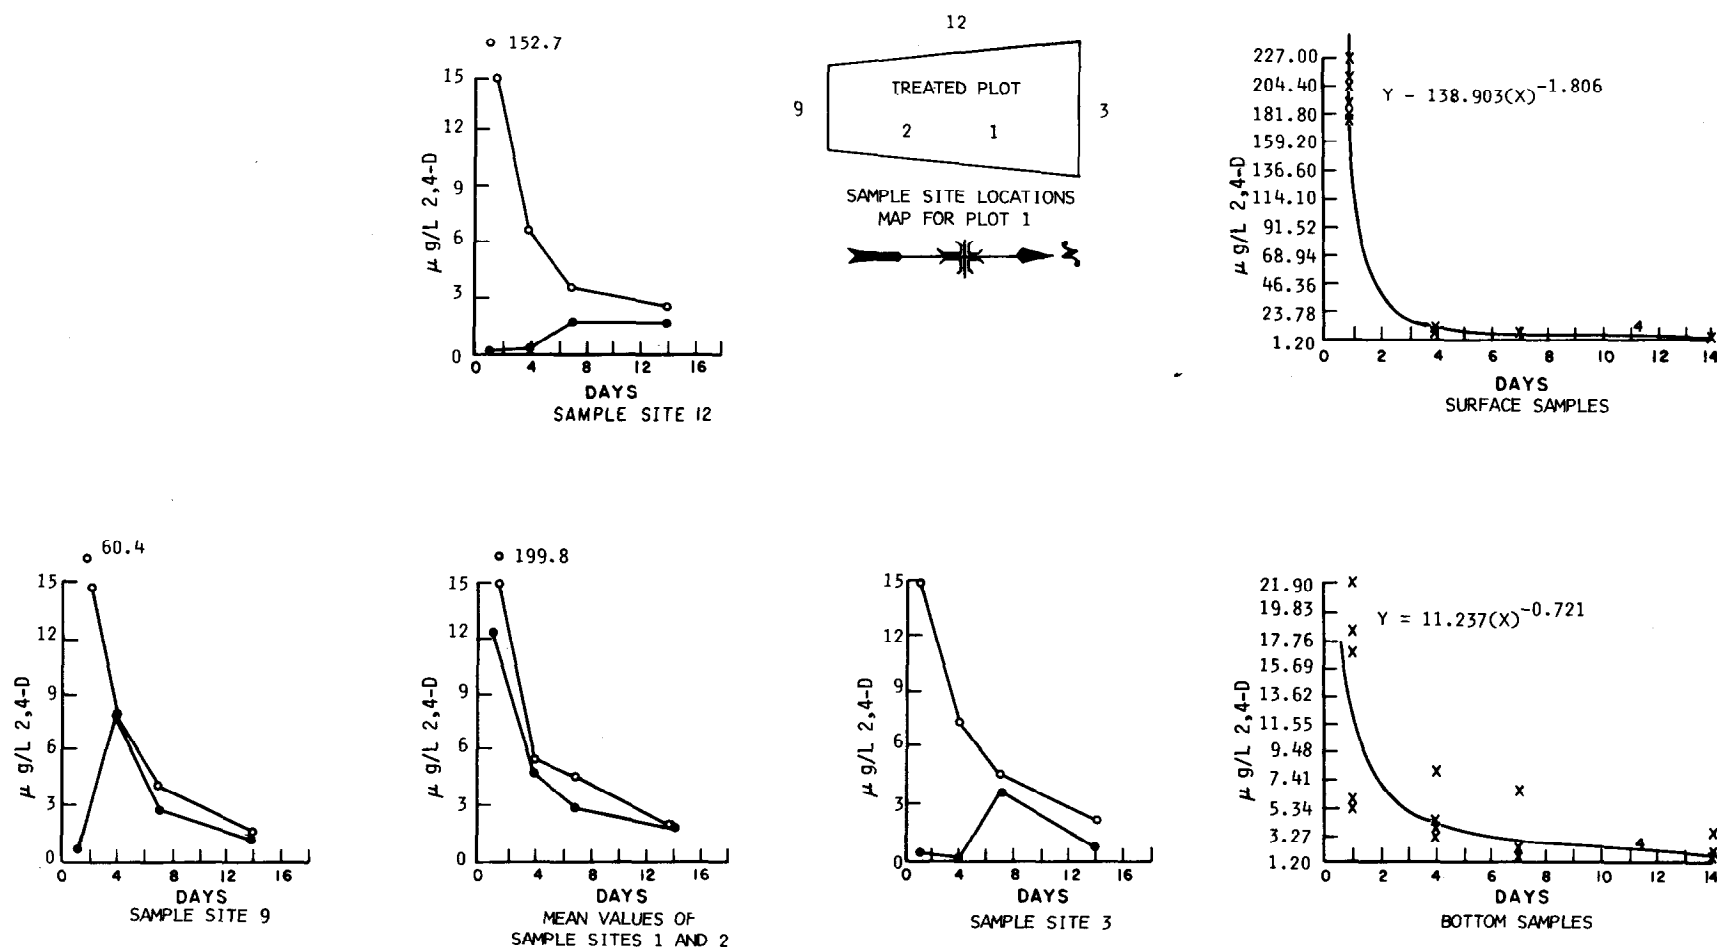 152.7
15
12
9
6
3
0
μ g/L 2,4-D
0 4 8 12 16
DAYS
SAMPLE SITE 12
12
9
TREATED PLOT
2 1
3
SAMPLE SITE LOCATIONS
MAP FOR PLOT 1
227.00
204.40
181.80
159.20
136.60
114.10
91.52
68.94
46.36
23.78
1.20
μ g/L 2,4-D
Y - 138.903(X)-1.806
4
0 2 4 6 8 10 12 14
DAYS
SURFACE SAMPLES
60.4
15
12
9
6
3
0
μ g/L 2,4-D
0 4 8 12 16
DAYS
SAMPLE SITE 9
199.8
15
12
9
6
3
0
μ g/L 2,4-D
0 4 8 12 16
DAYS
MEAN VALUES OF
SAMPLE SITES 1 AND 2
15
12
9
6
3
0
μ g/L 2,4-D
0 4 8 12 16
DAYS
SAMPLE SITE 3
21.90
19.83
17.76
15.69
13.62
11.55
9.48
7.41
5.34
3.27
1.20
μ g/L 2,4-D
Y = 11.237(X)-0.721
4
0 2 4 6 8 10 12 14
DAYS
BOTTOM SAMPLES